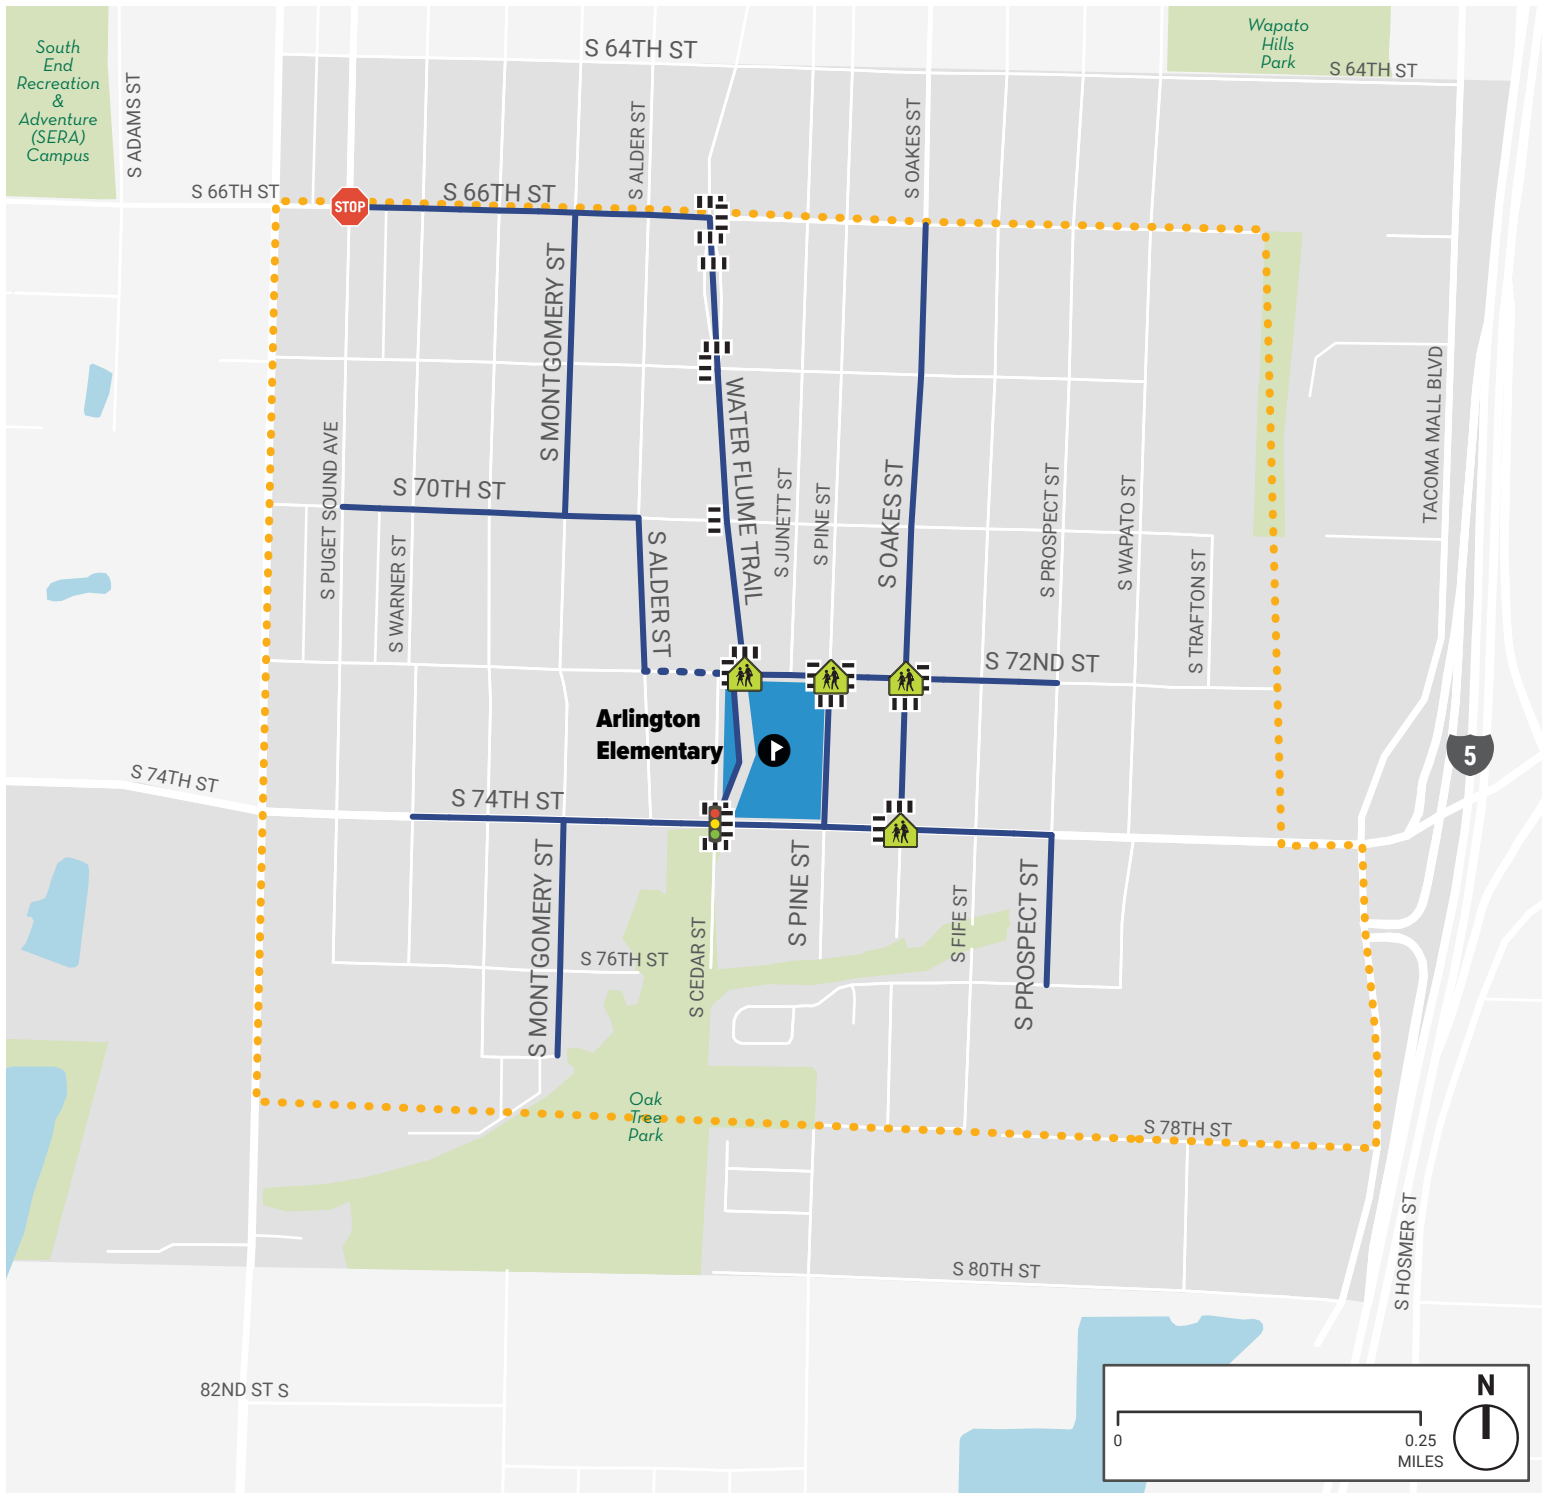 South
End
Recreation
&
Adventure
(SERA)
Campus
S ADAMS ST
S 64TH ST
Wapato
Hills
Park
S 64TH ST
S ALDER ST
S OAKES ST
S 66TH ST
STOP
S 66TH ST
S MONTGOMERY ST
WATER FLUME TRAIL
TACOMA MALL BLVD
S PUGET SOUND AVE
S 70TH ST
S WARNER ST
S ALDER ST
S JUNETT ST
S PINE ST
S OAKES ST
S PROSPECT ST
S WAPATO ST
S TRAFTON ST
S 72ND ST
Arlington
Elementary
5
S 74TH ST
S 74TH ST
S MONTGOMERY ST
S 76TH ST
S CEDAR ST
S PINE ST
S FIFE ST
S PROSPECT ST
Oak
Tree
Park
S 78TH ST
S HOSMER ST
S 80TH ST
82ND ST S
N
0
0.25
MILES